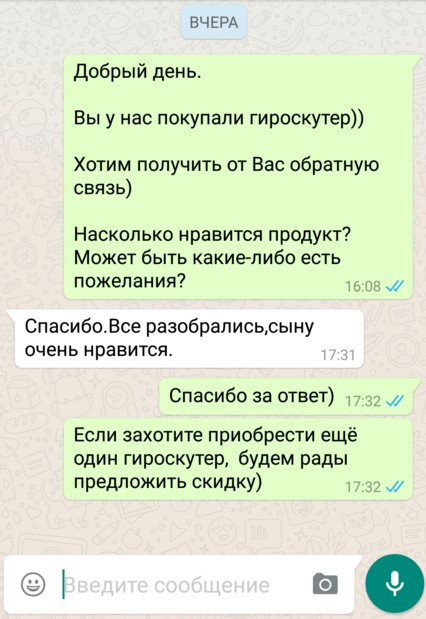 ВЧЕРА
Добрый день.
Вы у нас покупали гироскутер))
Хотим получить от Вас обратную
связь)
Насколько нравится продукт?
Может быть какие-либо есть
пожелания?
16:08
Спасибо.Все разобрались,сыну
очень нравится.
17:31
Спасибо за ответ)
17:32
Если захотите приобрести ещё
один гироскутер, будем рады
предложить скидку)
17:32
Введите сообщение